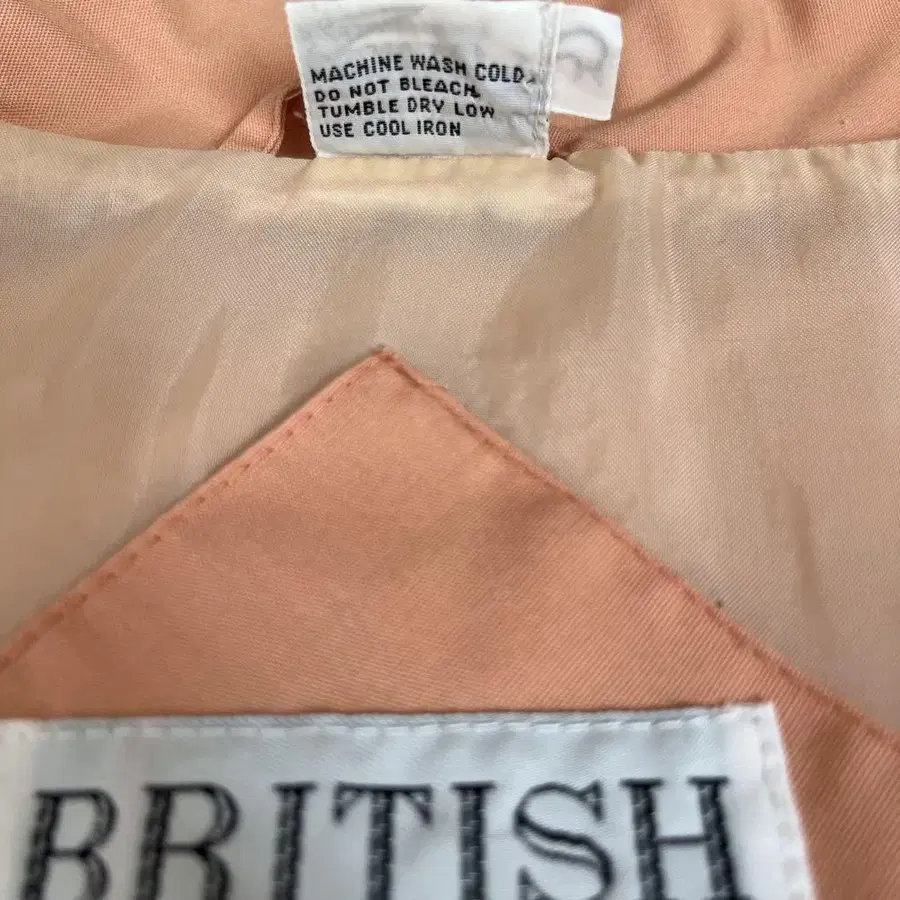 MACHINE WASH COLD
DO NOT BLEACH
TUMBLE DRY LOW
USE COOL IRON
BRITISH